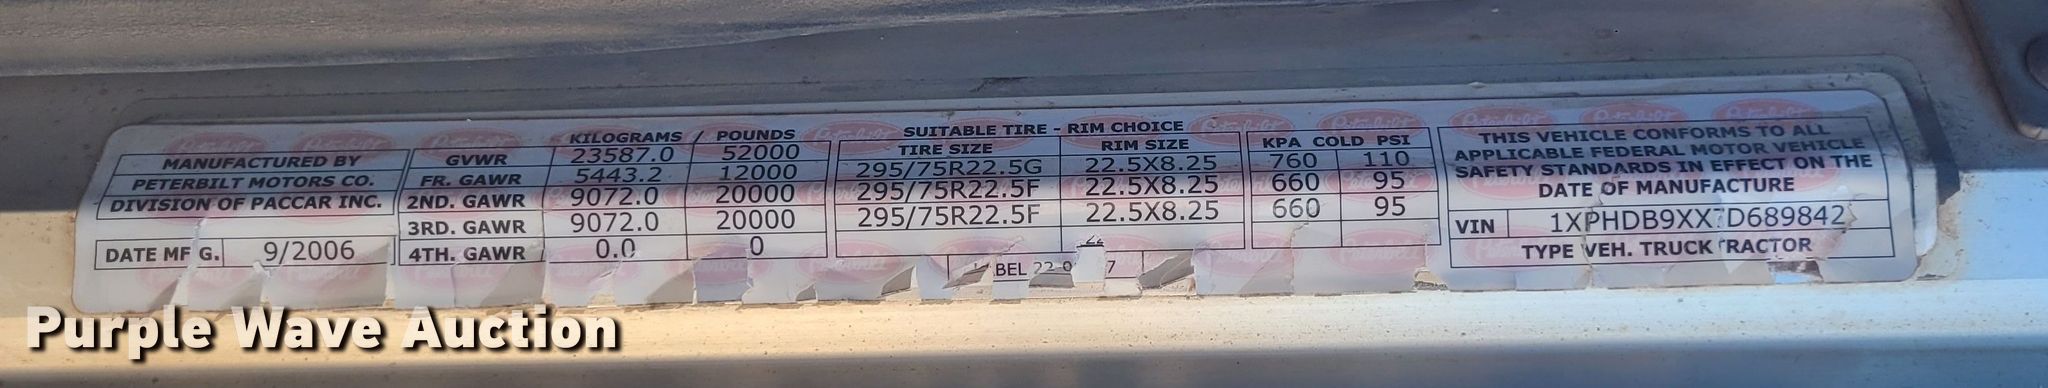 MANUFACTURED BY
PETERBILT MOTORS CO.
DIVISION OF PACCAR INC.
DATE MFG. 9/2006
KILOGRAMS / POUNDS
GVWR 23587.0 52000
FR. GAWR 5443.2 12000
2ND. GAWR 9072.0 20000
3RD. GAWR 9072.0 20000
4TH. GAWR 0.0 0
SUITABLE TIRE - RIM CHOICE
TIRE SIZE RIM SIZE
295/75R22.5G 22.5X8.25
295/75R22.5F 22.5X8.25
295/75R22.5F 22.5X8.25
KPA COLD PSI
760 110
660 95
660 95
THIS VEHICLE CONFORMS TO ALL
APPLICABLE FEDERAL MOTOR VEHICLE
SAFETY STANDARDS IN EFFECT ON THE
DATE OF MANUFACTURE
VIN 1XPHDB9XX7D689842
TYPE VEH. TRUCK TRACTOR
Purple Wave Auction